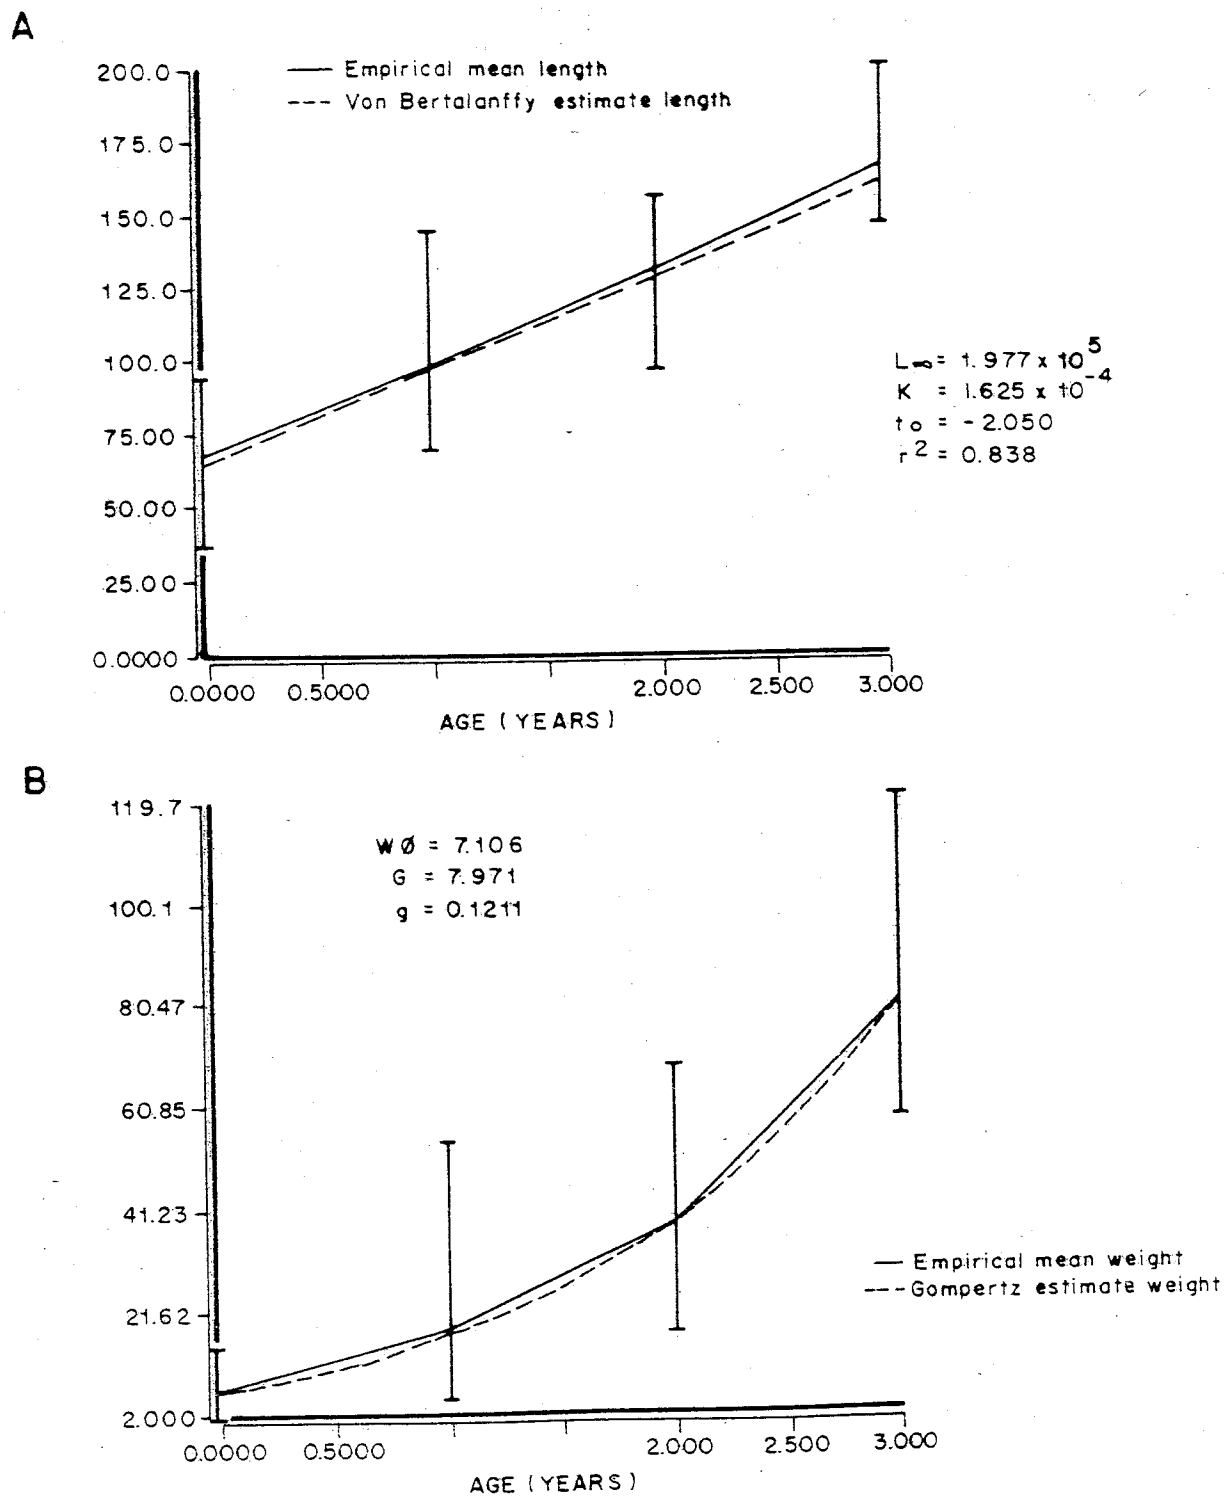 A
Empirical mean length
Von Bertalanffy estimate length
200.0
175.0
150.0
125.0
100.0
75.00
50.00
25.00
0.0000
L∞ = 1.977 x 10^5
K = 1.625 x 10^-4
to = -2.050
r^2 = 0.838
0.0000 0.5000 2.000 2.500 3.000
AGE (YEARS)
B
119.7
100.1
80.47
60.85
41.23
21.62
2.000
WØ = 7.106
G = 7.971
g = 0.1211
Empirical mean weight
Gompertz estimate weight
0.0000 0.5000 2.000 2.500 3.000
AGE (YEARS)